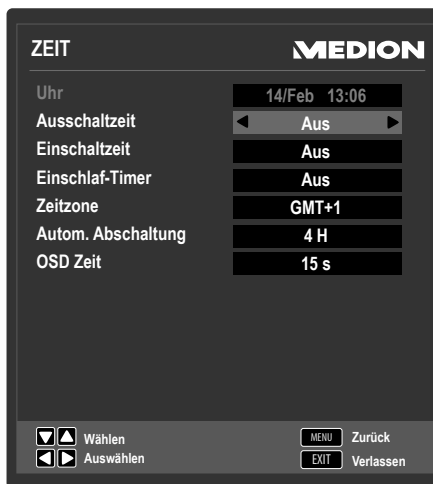 ZEIT MEDION
Uhr 14/Feb 13:06
Ausschaltzeit Aus
Einschaltzeit Aus
Einschlaf-Timer Aus
Zeitzone GMT+1
Autom. Abschaltung 4 H
OSD Zeit 15 s
Wählen MENU Zurück
Auswählen EXIT Verlassen